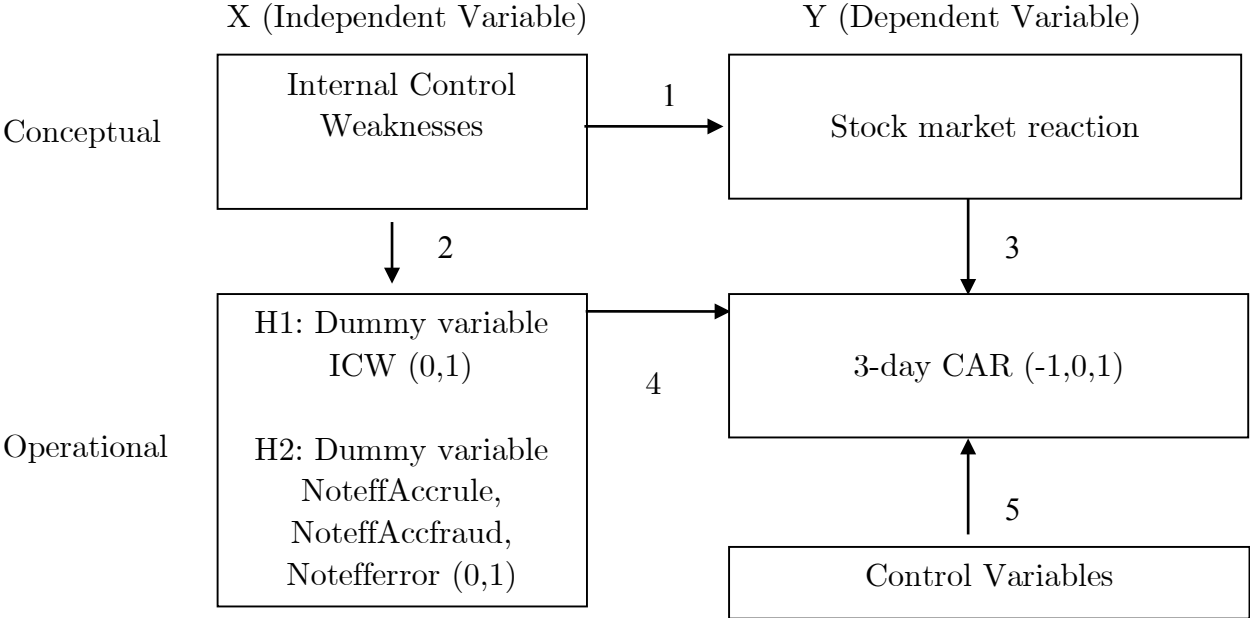 X (Independent Variable)
Y (Dependent Variable)
Conceptual
Internal Control
Weaknesses
1
Stock market reaction
2
3
Operational
H1: Dummy variable
ICW (0,1)
H2: Dummy variable
NoteffAccrule,
NoteffAccfraud,
Notefferror (0,1)
4
3-day CAR (-1,0,1)
5
Control Variables